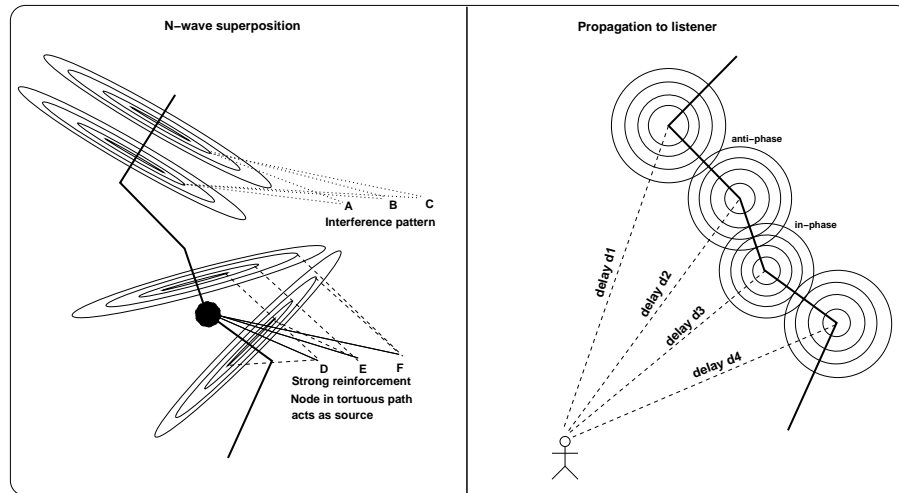 N-wave superposition
A
B
C
Interference pattern
D
E
F
Strong reinforcement
Node in tortuous path
acts as source
Propagation to listener
anti-phase
in-phase
delay d1
delay d2
delay d3
delay d4